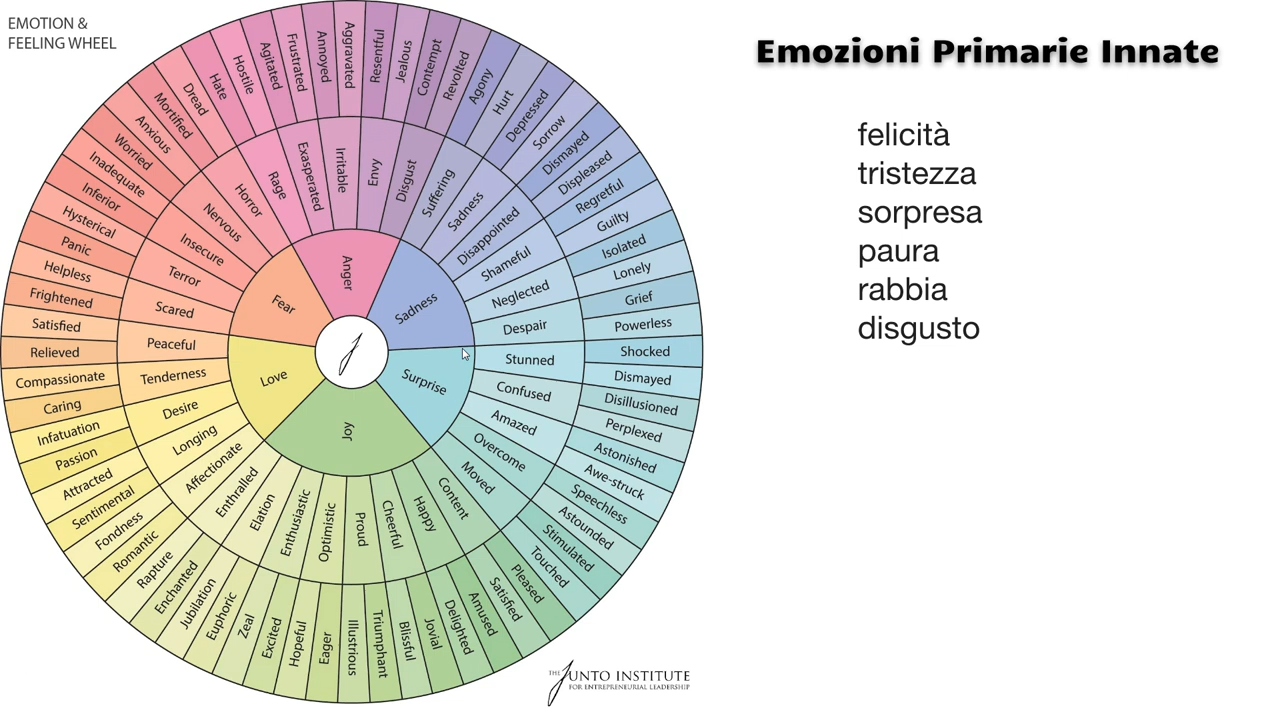 EMOTION &
FEELING WHEEL
Emozioni Primarie Innate
felicità
tristezza
sorpresa
paura
rabbia
disgusto
Anger
Sadness
Surprise
Joy
Love
Fear
Rage
Exasperated
Irritable
Envy
Disgust
Suffering
Sadness
Disappointed
Shameful
Neglected
Despair
Stunned
Confused
Amazed
Overcome
Moved
Content
Happy
Cheerful
Proud
Optimistic
Enthusiastic
Elation
Enthralled
Affectionate
Longing
Desire
Tenderness
Peaceful
Scared
Terror
Insecure
Nervous
Horror
Hate
Hostile
Agitated
Frustrated
Annoyed
Aggravated
Resentful
Jealous
Contempt
Revolted
Agony
Hurt
Depressed
Sorrow
Dismayed
Displeased
Regretful
Guilty
Isolated
Lonely
Grief
Powerless
Shocked
Dismayed
Disillusioned
Perplexed
Astonished
Awe-struck
Speechless
Astounded
Stimulated
Touched
Pleased
Satisfied
Amused
Delighted
Jovial
Blissful
Triumphant
Illustrious
Eager
Hopeful
Excited
Zeal
Euphoric
Jubilation
Enchanted
Rapture
Romantic
Fondness
Sentimental
Attracted
Passion
Infatuation
Caring
Compassionate
Relieved
Satisfied
Frightened
Helpless
Panic
Hysterical
Inferior
Inadequate
Worried
Anxious
Mortified
Dread
THE JUNTO INSTITUTE
FOR ENTREPRENEURIAL LEADERSHIP